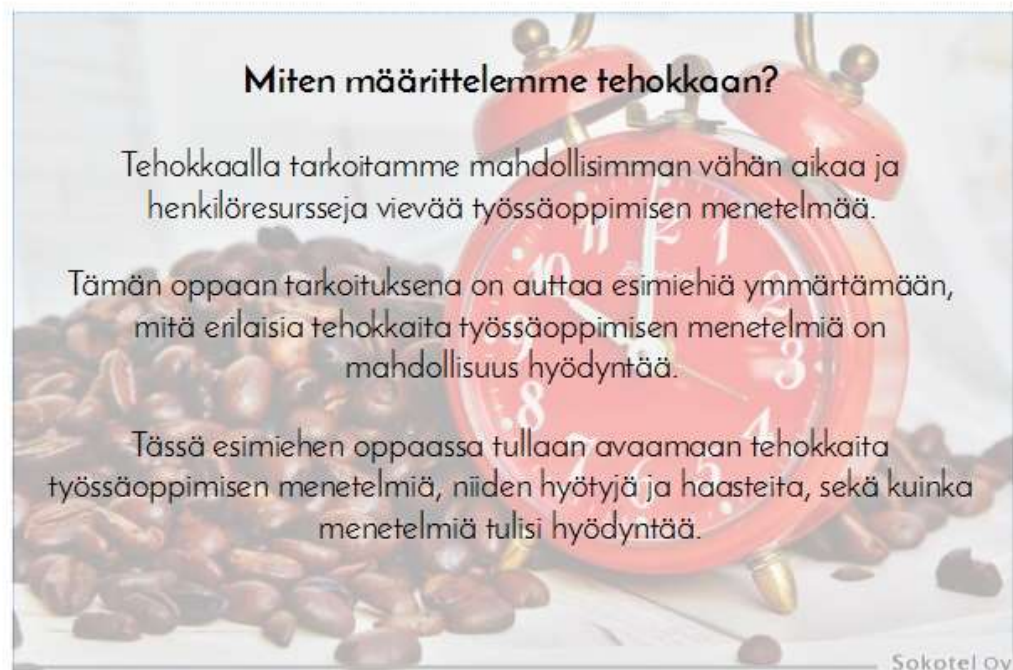 Miten määrittelemme tehokkaan?
Tehokkaalla tarkoitamme mahdollisimman vähän aikaa ja
henkilöresursseja vievää työssäoppimisen menetelmää.
Tämän oppaan tarkoituksena on auttaa esimiehiä ymmärtämään,
mitä erilaisia tehokkaita työssäoppimisen menetelmiä on
mahdollisuus hyödyntää.
Tässä esimiehen oppaassa tullaan avaamaan tehokkaita
työssäoppimisen menetelmiä, niiden hyötyjä ja haasteita, sekä kuinka
menetelmiä tulisi hyödyntää.
Sokotel Oy